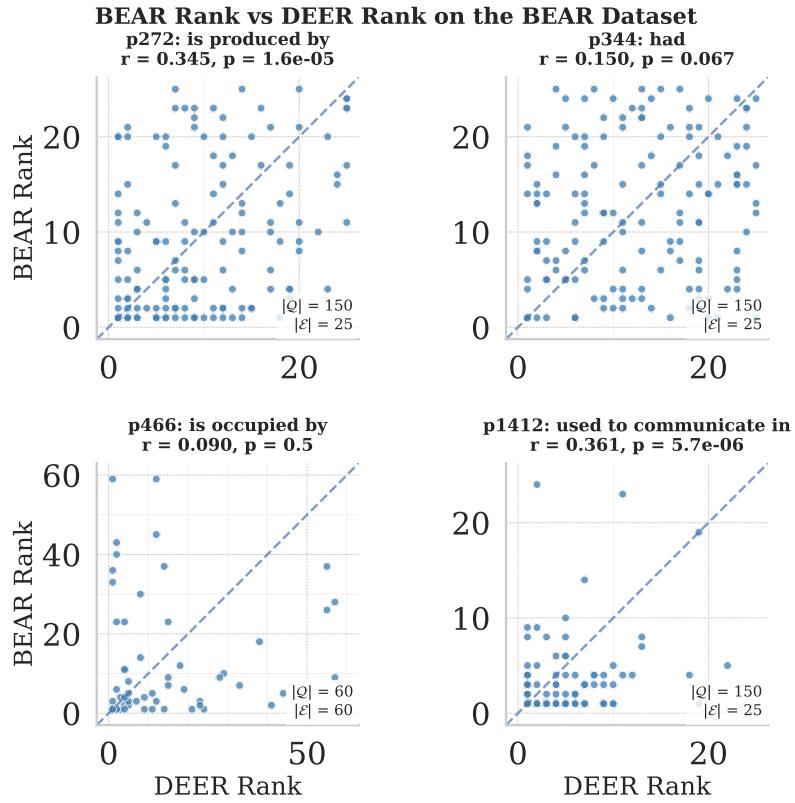 BEAR Rank vs DEER Rank on the BEAR Dataset
p272: is produced by
r = 0.345, p = 1.6e-05
BEAR Rank
20
10
0
0
20
|Q| = 150
|ℰ| = 25
p344: had
r = 0.150, p = 0.067
20
10
0
0
20
|Q| = 150
|ℰ| = 25
p466: is occupied by
r = 0.090, p = 0.5
BEAR Rank
60
40
20
0
0
50
|Q| = 60
|ℰ| = 60
DEER Rank
p1412: used to communicate in
r = 0.361, p = 5.7e-06
20
10
0
0
20
|Q| = 150
|ℰ| = 25
DEER Rank